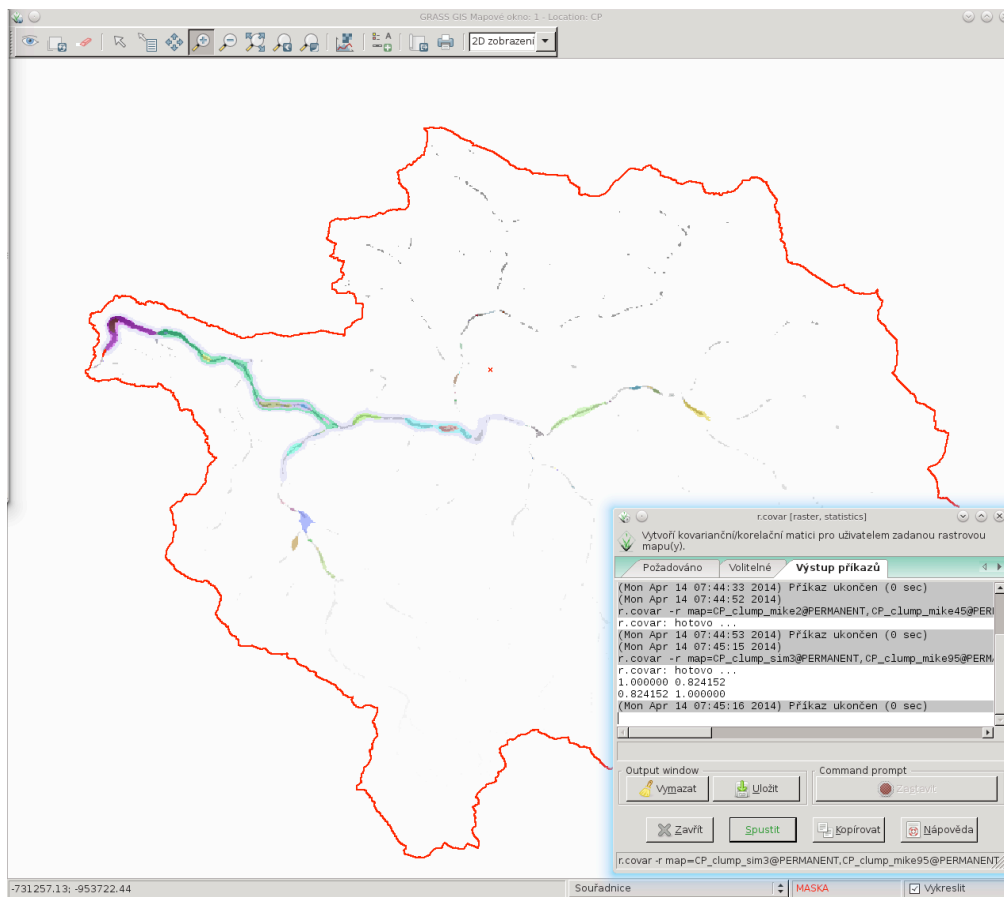 GRASS GIS Mapové okno: 1 - Location: CP
2D zobrazení
r.covar [raster, statistics]
Vytvoří kovarianční/korelační matici pro uživatelem zadanou rastrovou
mapu(y).
Požadováno Volitelné Výstup příkazů
(Mon Apr 14 07:44:33 2014) Příkaz ukončen (0 sec)
(Mon Apr 14 07:44:52 2014)
r.covar -r map=CP_clump_mike2@PERMANENT,CP_clump_mike45@PERM
r.covar: hotovo ...
(Mon Apr 14 07:44:53 2014) Příkaz ukončen (0 sec)
(Mon Apr 14 07:45:15 2014)
r.covar -r map=CP_clump_sim3@PERMANENT,CP_clump_mike95@PERMA
r.covar: hotovo ...
1.000000 0.824152
0.824152 1.000000
(Mon Apr 14 07:45:16 2014) Příkaz ukončen (0 sec)
Output window Command prompt
Vymazat Uložit Zastavit
Zavřít Spustit Kopírovat Nápověda
r.covar -r map=CP_clump_sim3@PERMANENT,CP_clump_mike95@PERMANENT
-731257.13; -953722.44 Souřadnice MASKA Vykreslit